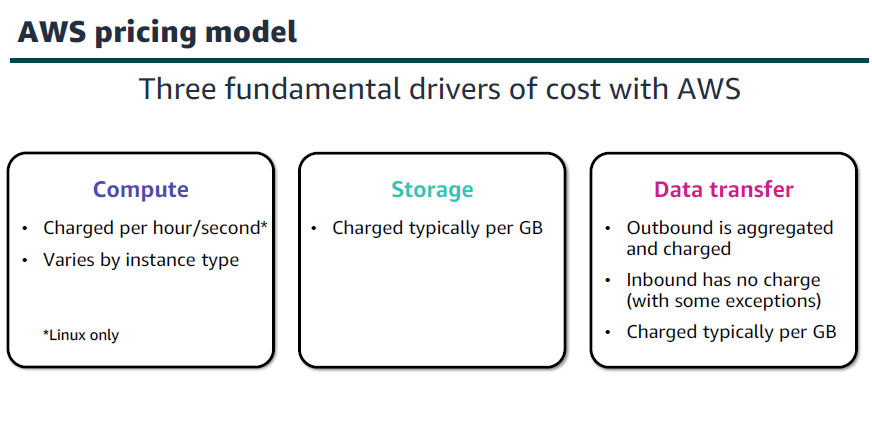 AWS pricing model
Three fundamental drivers of cost with AWS
Compute
• Charged per hour/second*
• Varies by instance type
*Linux only
Storage
• Charged typically per GB
Data transfer
• Outbound is aggregated
and charged
• Inbound has no charge
(with some exceptions)
• Charged typically per GB